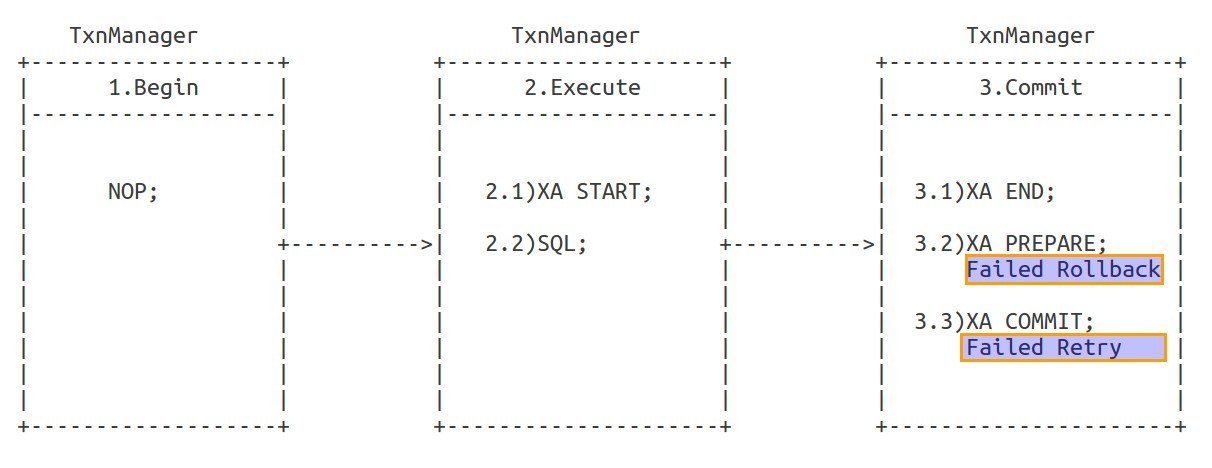 TxnManager
1.Begin
NOP;
TxnManager
2.Execute
2.1)XA START;
2.2)SQL;
TxnManager
3.Commit
3.1)XA END;
3.2)XA PREPARE;
Failed Rollback
3.3)XA COMMIT;
Failed Retry